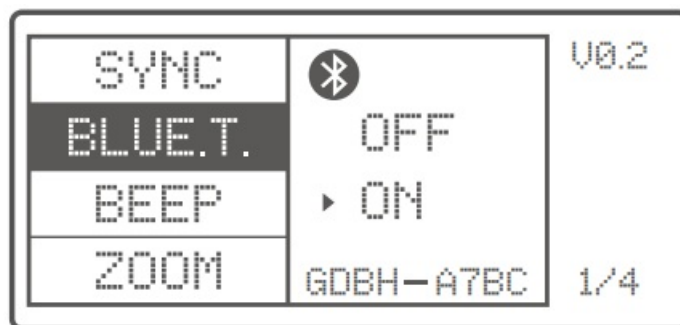 SYNC
BLUE.T.
BEEP
ZOOM
OFF
ON
GDBH-A7BC
V0.2
1/4